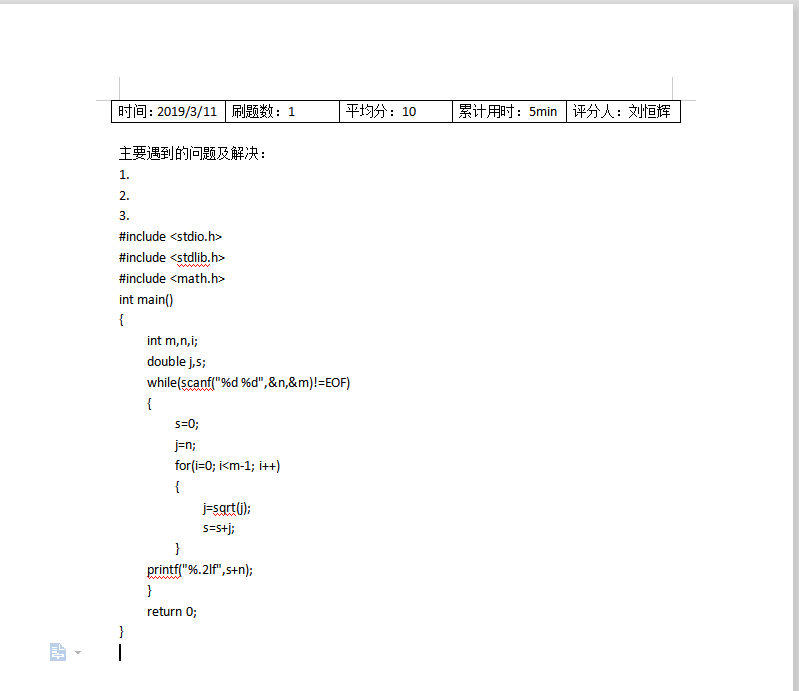 时间：2019/3/11 刷题数：1 平均分：10 累计用时：5min 评分人：刘恒辉
主要遇到的问题及解决：
1.
2.
3.
#include <stdio.h>
#include <stdlib.h>
#include <math.h>
int main()
{
int m,n,i;
double j,s;
while(scanf("%d %d",&n,&m)!=EOF)
{
s=0;
j=n;
for(i=0; i<m-1; i++)
{
j=sqrt(j);
s=s+j;
}
printf("%.2lf",s+n);
}
return 0;
}